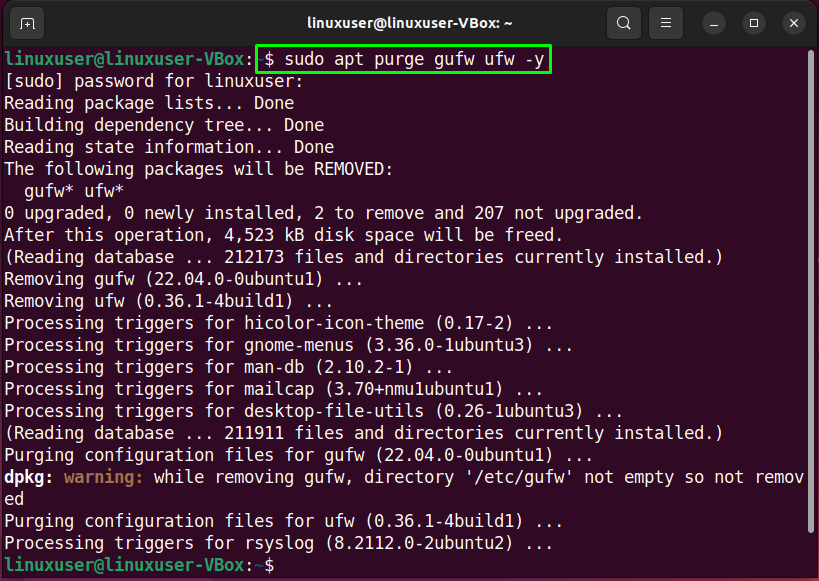 linuxuser@linuxuser-VBox: ~
linuxuser@linuxuser-VBox:~$ sudo apt purge gufw ufw -y
[sudo] password for linuxuser:
Reading package lists... Done
Building dependency tree... Done
Reading state information... Done
The following packages will be REMOVED:
  gufw* ufw*
0 upgraded, 0 newly installed, 2 to remove and 207 not upgraded.
After this operation, 4,523 kB disk space will be freed.
(Reading database ... 212173 files and directories currently installed.)
Removing gufw (22.04.0-0ubuntu1) ...
Removing ufw (0.36.1-4build1) ...
Processing triggers for hicolor-icon-theme (0.17-2) ...
Processing triggers for gnome-menus (3.36.0-1ubuntu3) ...
Processing triggers for man-db (2.10.2-1) ...
Processing triggers for mailcap (3.70+nmu1ubuntu1) ...
Processing triggers for desktop-file-utils (0.26-1ubuntu3) ...
(Reading database ... 211911 files and directories currently installed.)
Purging configuration files for gufw (22.04.0-0ubuntu1) ...
dpkg: warning: while removing gufw, directory '/etc/gufw' not empty so not remov
ed
Purging configuration files for ufw (0.36.1-4build1) ...
Processing triggers for rsyslog (8.2112.0-2ubuntu2) ...
linuxuser@linuxuser-VBox:~$